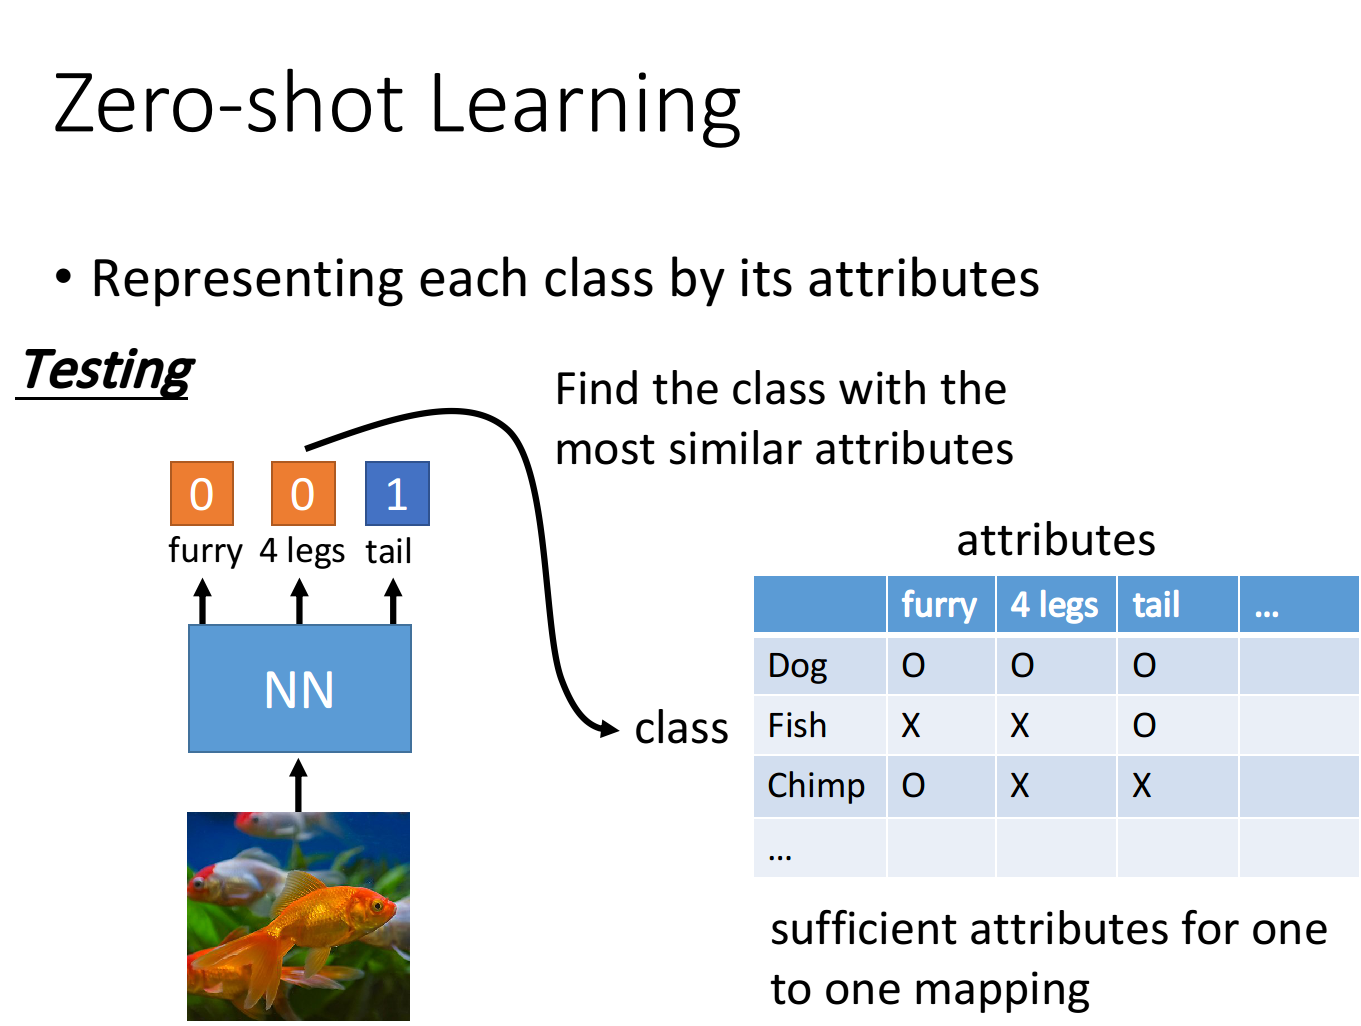 Zero-shot Learning
• Representing each class by its attributes
Testing
Find the class with the
most similar attributes
0 0 1
furry 4 legs tail
NN
class
attributes
furry 4 legs tail ...
Dog O O O
Fish X X O
Chimp O X X
...
sufficient attributes for one
to one mapping